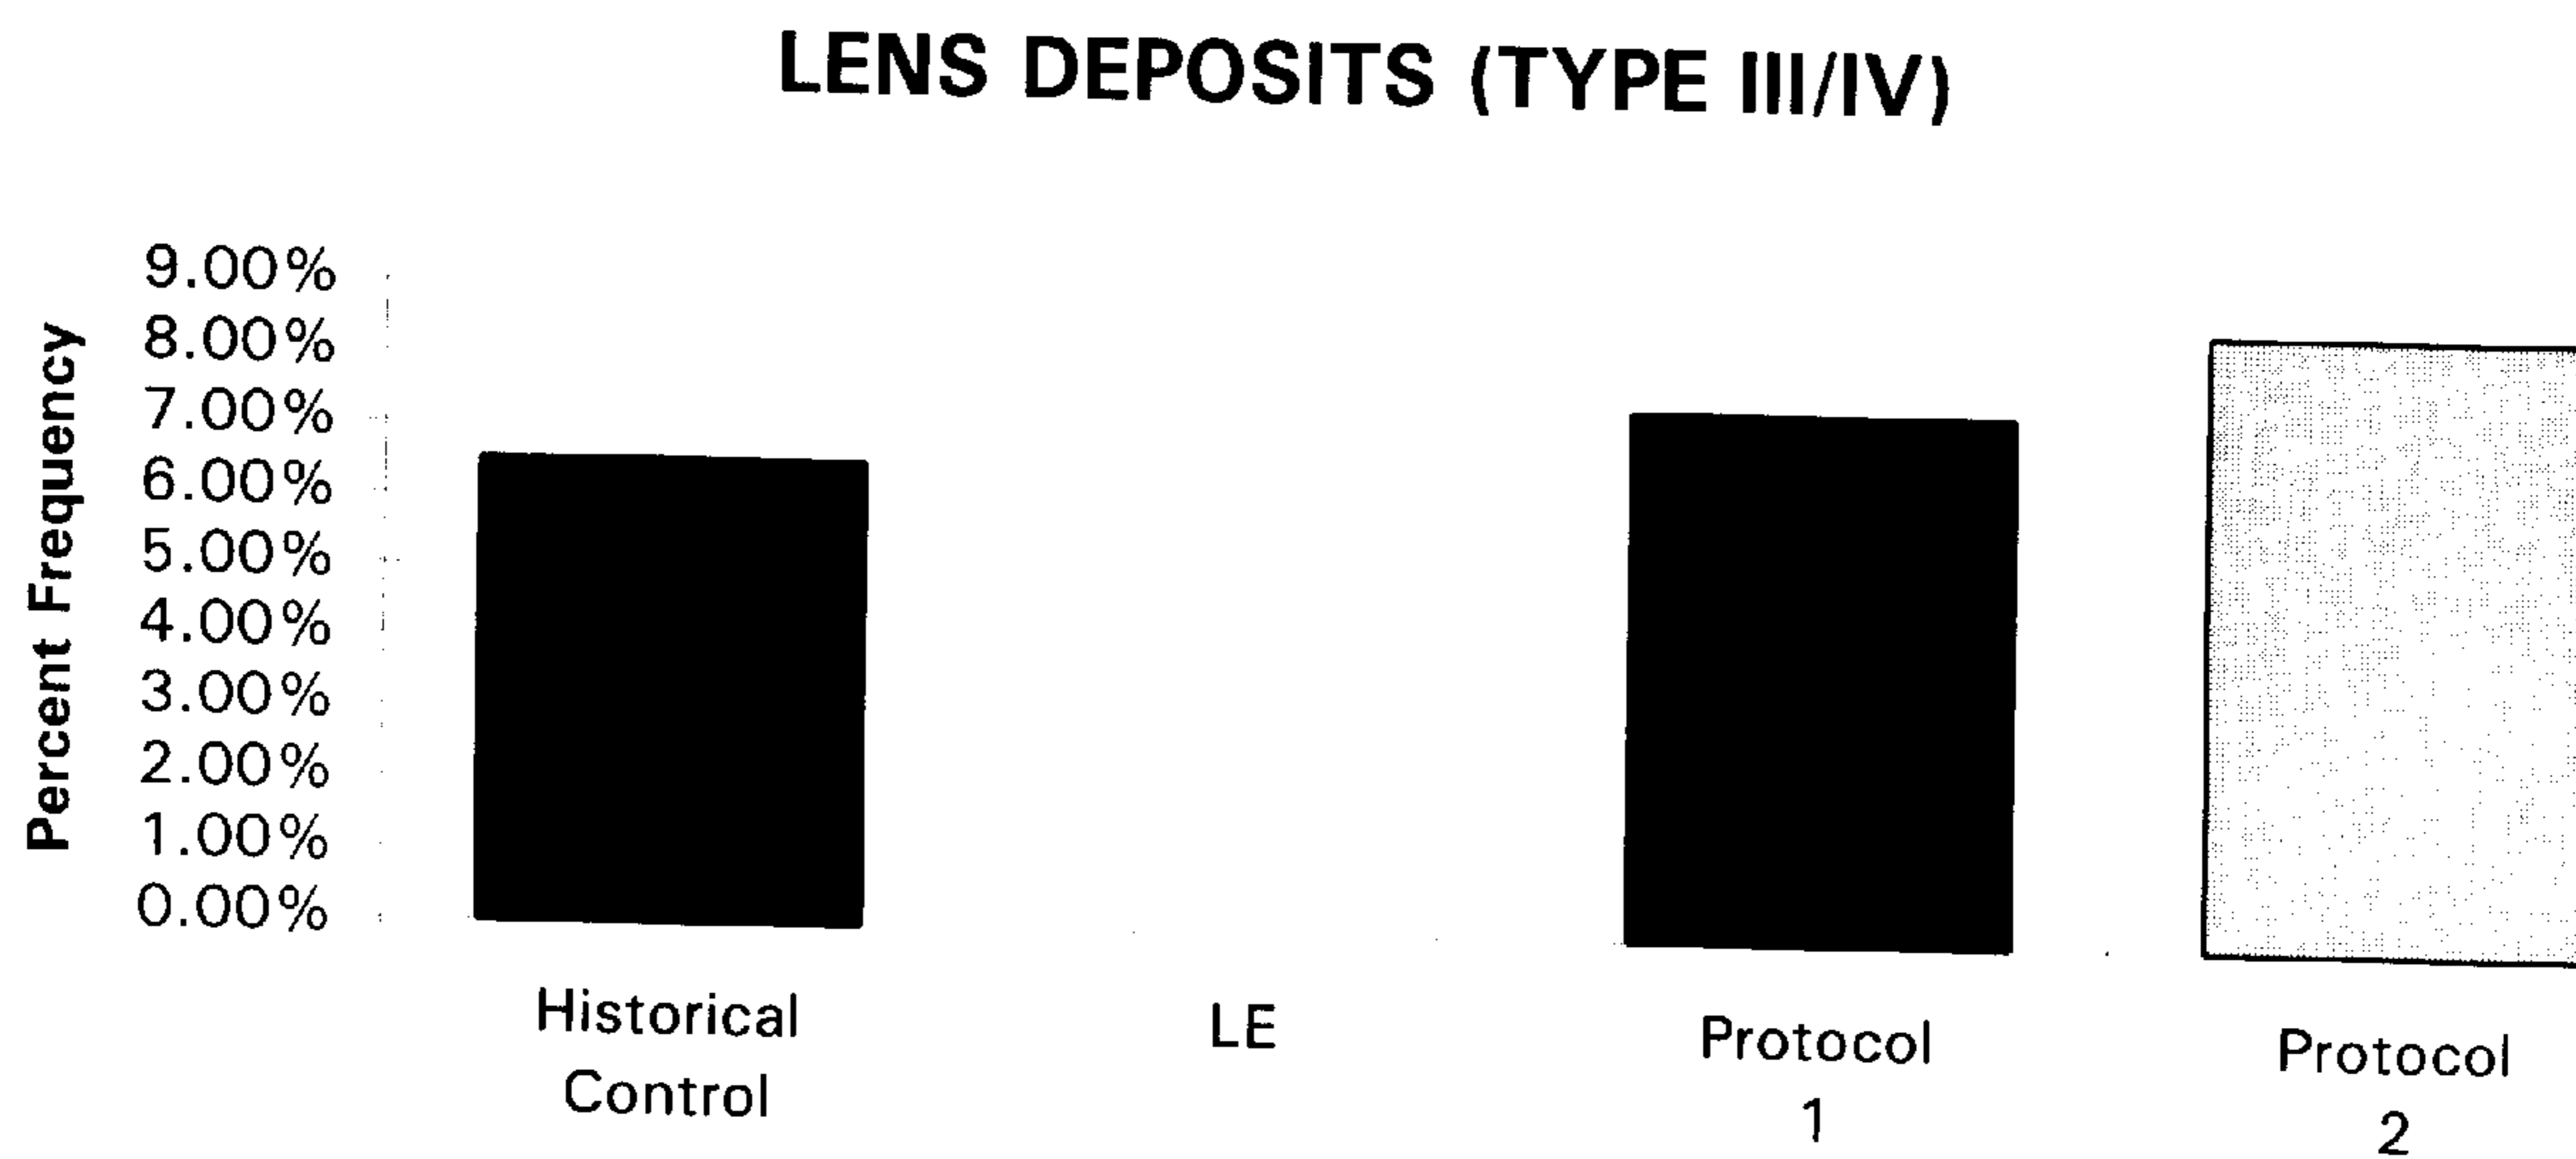 LENS DEPOSITS (TYPE III/IV)
Percent Frequency
9.00%
8.00%
7.00%
6.00%
5.00%
4.00%
3.00%
2.00%
1.00%
0.00%
Historical
Control
LE
Protocol
1
Protocol
2